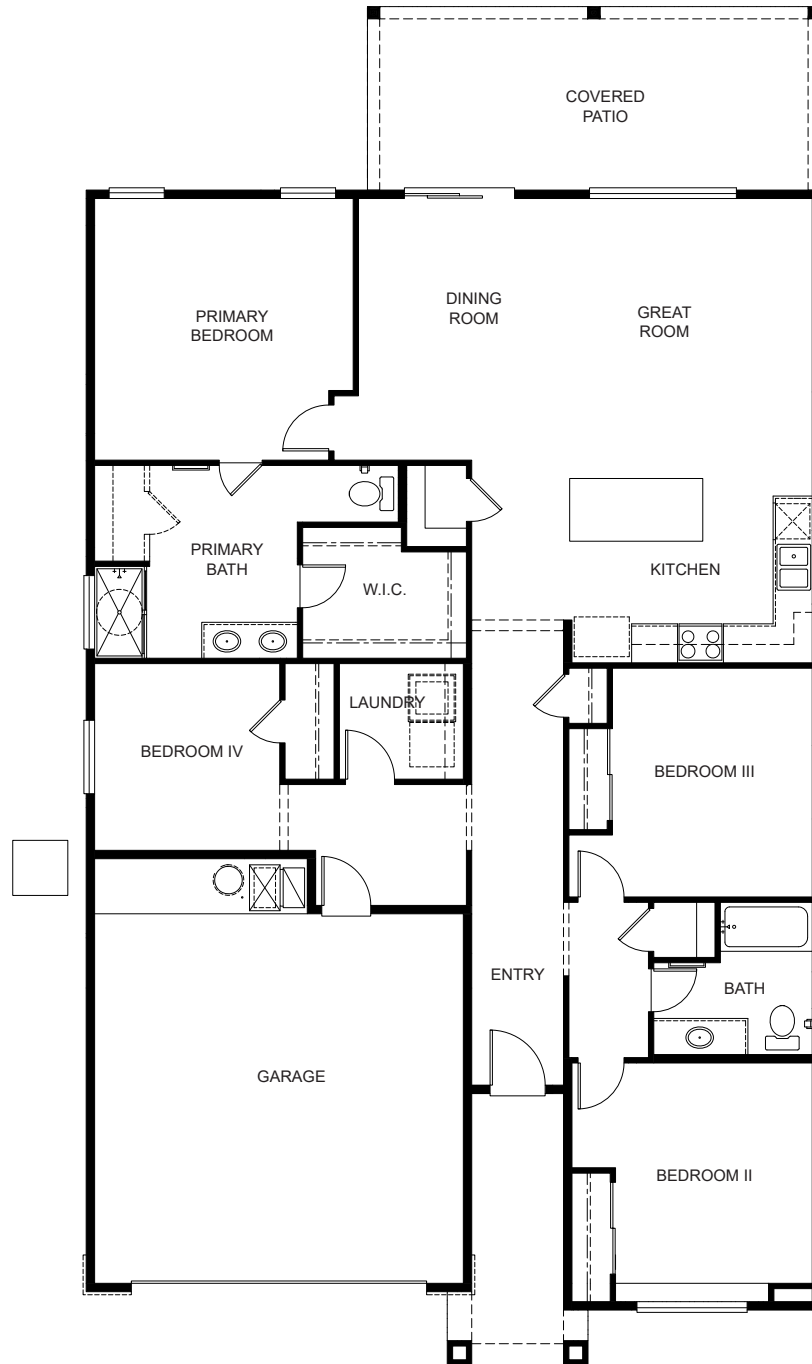 COVERED
PATIO
DINING
ROOM
GREAT
ROOM
PRIMARY
BEDROOM
PRIMARY
BATH
W.I.C.
KITCHEN
LAUNDRY
BEDROOM IV
BEDROOM III
ENTRY
BATH
GARAGE
BEDROOM II